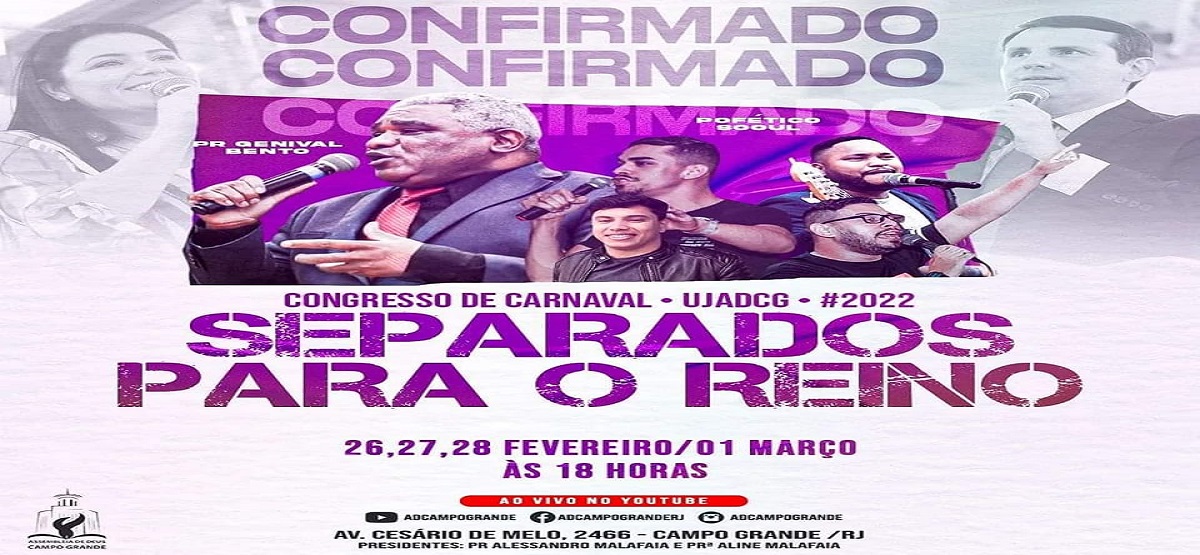 CONFIRMADO
CONFIRMADO
CONFIRMADO
PR GENIVAL
BENTO
POFÉTICO
SOOUL
CONGRESSO DE CARNAVAL • UJADCG • #2022
SEPARADOS
PARA O REINO
26,27,28 FEVEREIRO/01 MARÇO
ÀS 18 HORAS
AO VIVO NO YOUTUBE
ADCAMPOGRANDE ADCAMPOGRANDERJ ADCAMPOGRANDE
AV. CESÁRIO DE MELO, 2466 - CAMPO GRANDE /RJ
PRESIDENTES: PR ALESSANDRO MALAFAIA E PRª ALINE MALAFAIA
ASSEMBLEIA DE DEUS
CAMPO GRANDE